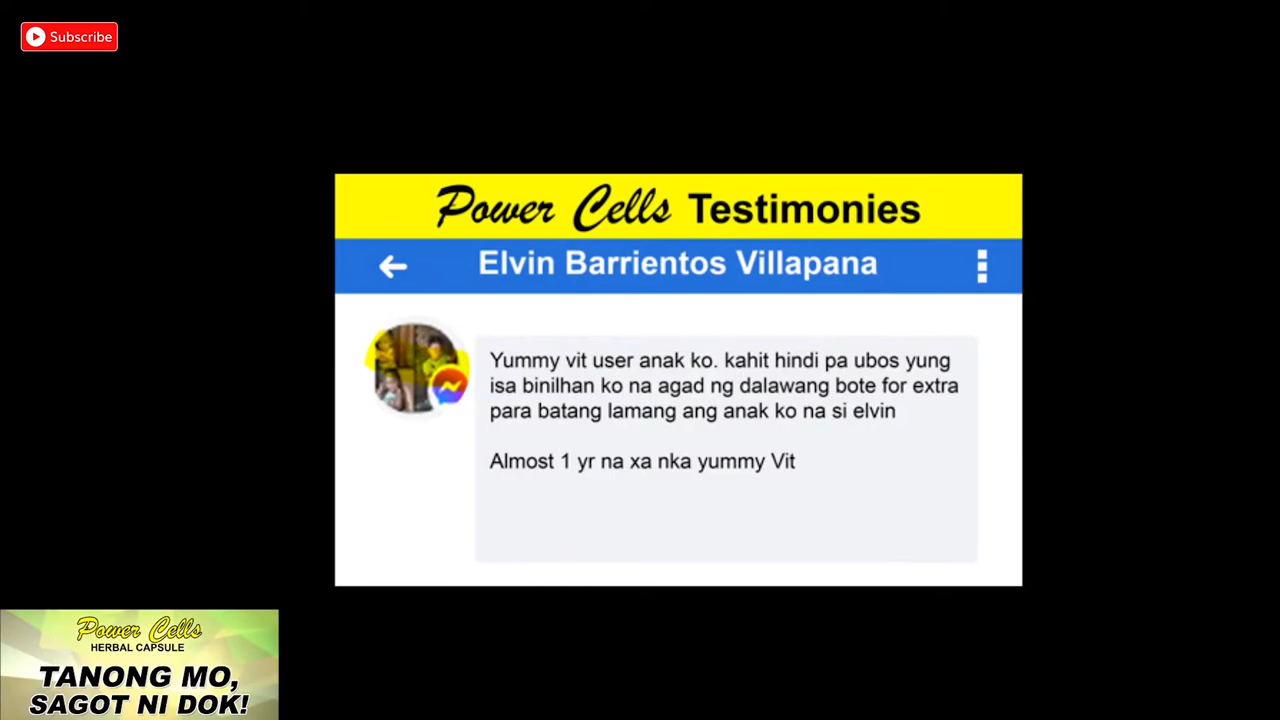 Subscribe
Power Cells Testimonies
Elvin Barrientos Villapana
Yummy vit user anak ko. kahit hindi pa ubos yung
isa binilhan ko na agad ng dalawang bote for extra
para batang lamang ang anak ko na si elvin
Almost 1 yr na xa nka yummy Vit
Power Cells
HERBAL CAPSULE
TANONG MO,
SAGOT NI DOK!